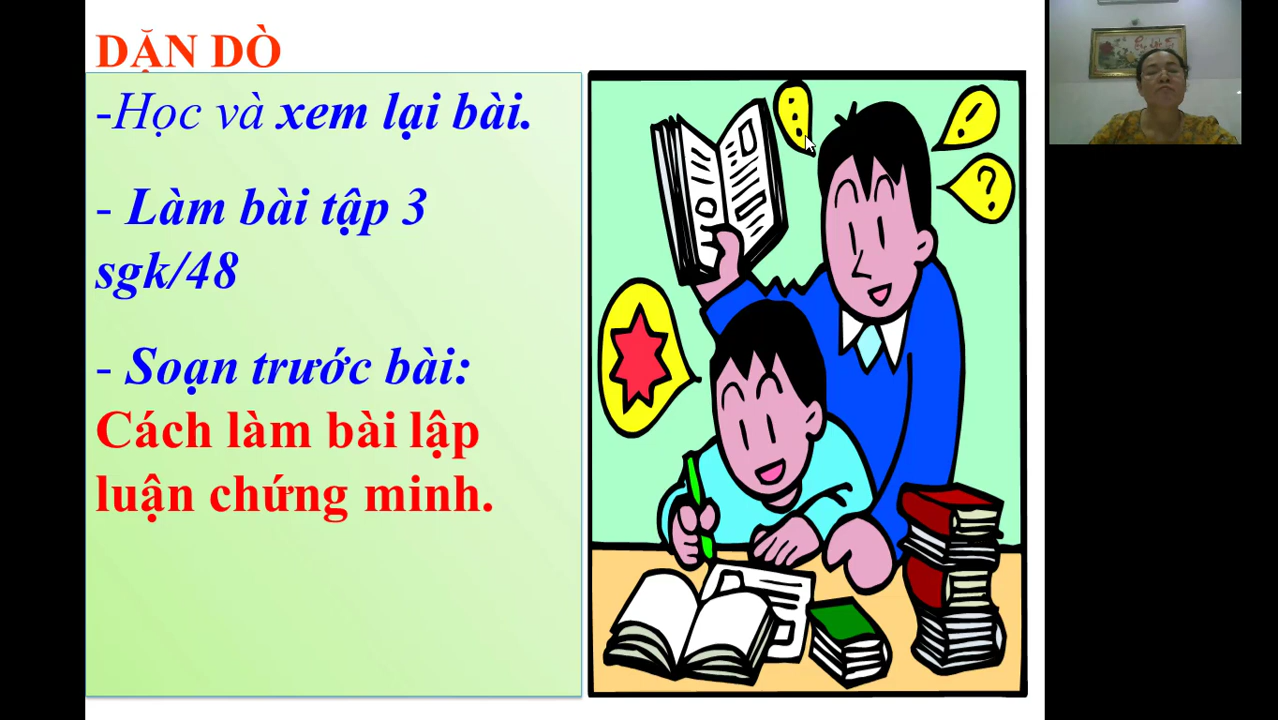 DẶN DÒ
-Học và xem lại bài.
- Làm bài tập 3
sgk/48
- Soạn trước bài:
Cách làm bài lập
luận chứng minh.